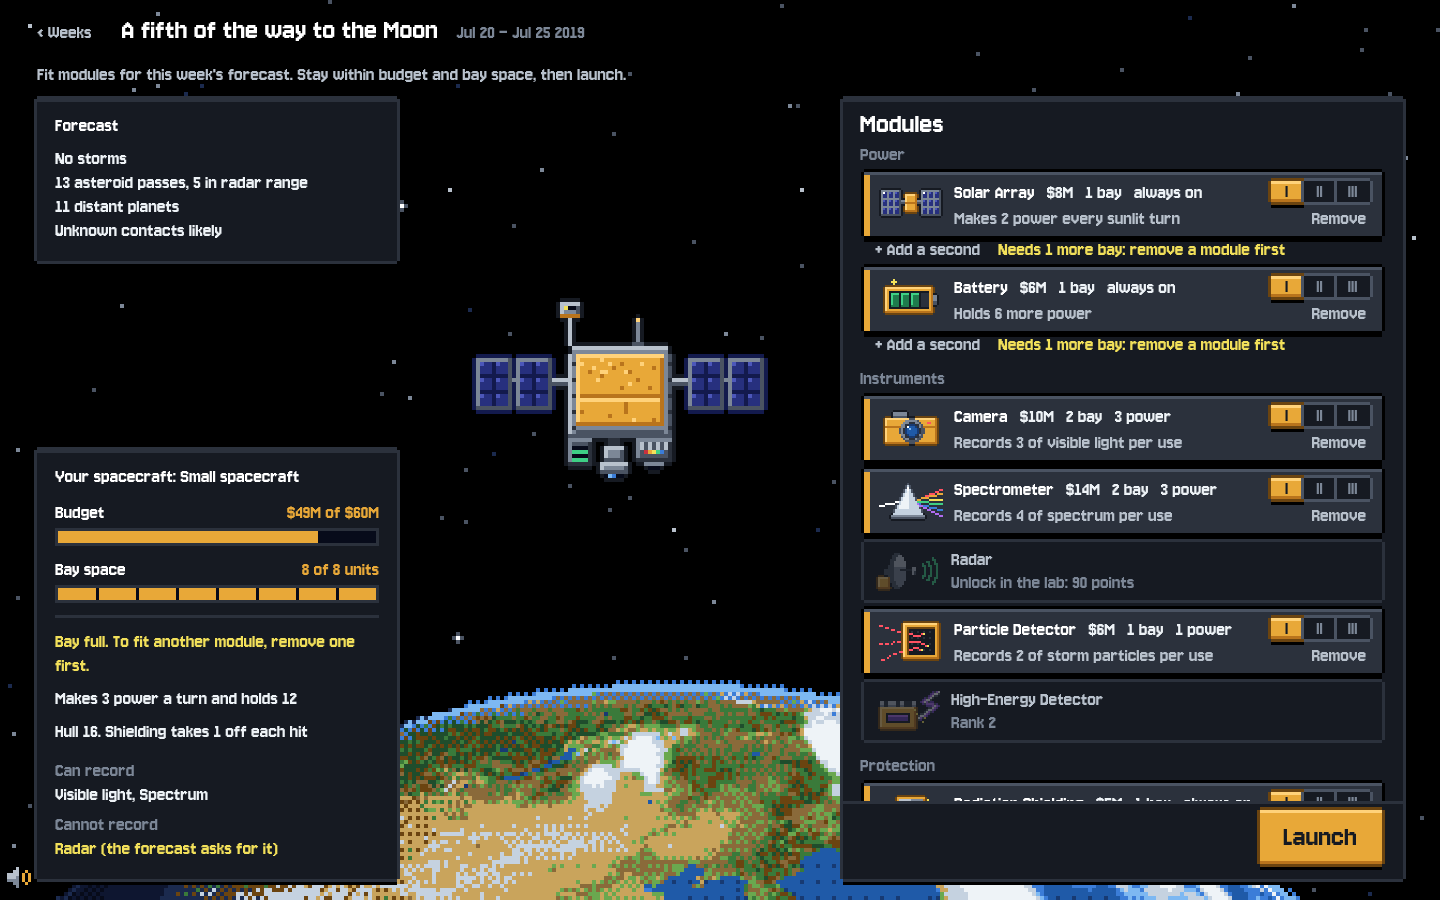 ‹ Weeks
A fifth of the way to the Moon
Jul 20 – Jul 25 2019
Fit modules for this week's forecast. Stay within budget and bay space, then launch.
Forecast
No storms
13 asteroid passes, 5 in radar range
11 distant planets
Unknown contacts likely
Your spacecraft: Small spacecraft
Budget
$49M of $60M
Bay space
8 of 8 units
Bay full. To fit another module, remove one
first.
Makes 3 power a turn and holds 12
Hull 16. Shielding takes 1 off each hit
Can record
Visible light, Spectrum
Cannot record
Radar (the forecast asks for it)
Modules
Power
Solar Array $8M 1 bay always on
I II III
Makes 2 power every sunlit turn
Remove
+ Add a second Needs 1 more bay: remove a module first
Battery $6M 1 bay always on
I II III
Holds 6 more power
Remove
+ Add a second Needs 1 more bay: remove a module first
Instruments
Camera $10M 2 bay 3 power
I II III
Records 3 of visible light per use
Remove
Spectrometer $14M 2 bay 3 power
I II III
Records 4 of spectrum per use
Remove
Radar
Unlock in the lab: 90 points
Particle Detector $6M 1 bay 1 power
I II III
Records 2 of storm particles per use
Remove
High-Energy Detector
Rank 2
Protection
Radiation Shielding $5M 1 bay always on
Launch